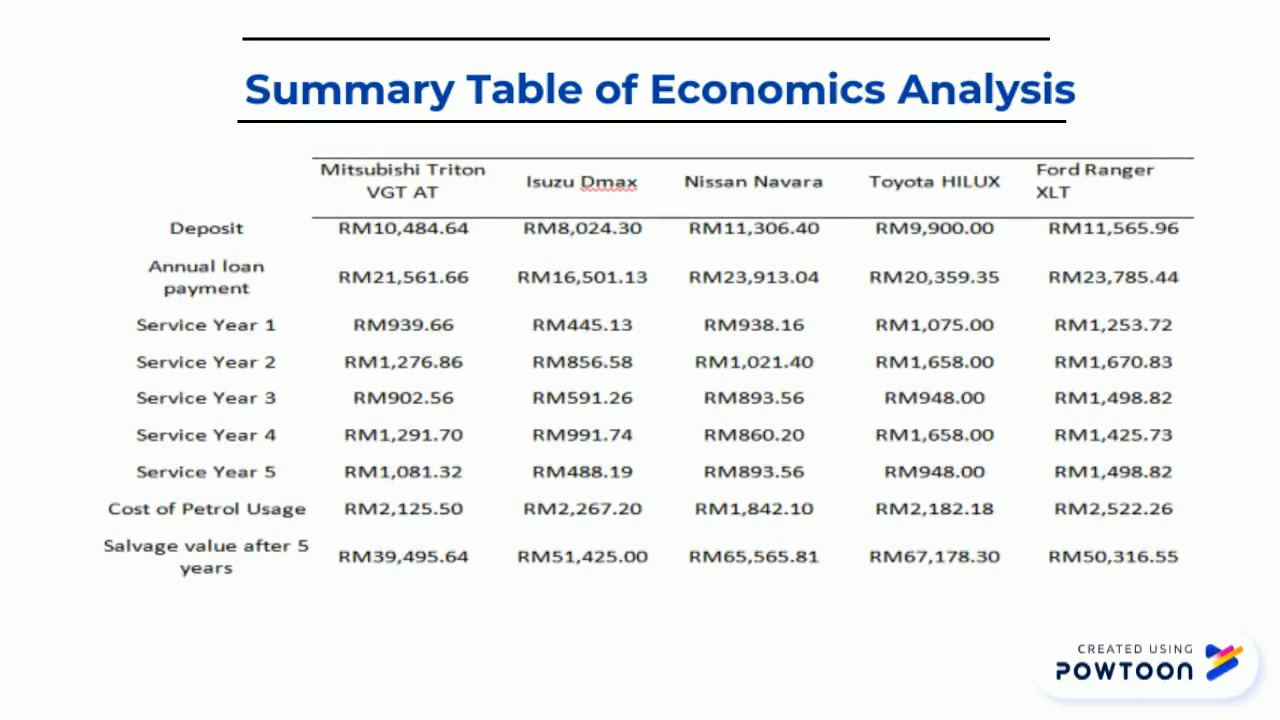 Summary Table of Economics Analysis
Mitsubishi Triton VGT AT Isuzu Dmax Nissan Navara Toyota HILUX Ford Ranger XLT
Deposit RM10,484.64 RM8,024.30 RM11,306.40 RM9,900.00 RM11,565.96
Annual loan payment RM21,561.66 RM16,501.13 RM23,913.04 RM20,359.35 RM23,785.44
Service Year 1 RM939.66 RM445.13 RM938.16 RM1,075.00 RM1,253.72
Service Year 2 RM1,276.86 RM856.58 RM1,021.40 RM1,658.00 RM1,670.83
Service Year 3 RM902.56 RM591.26 RM893.56 RM948.00 RM1,498.82
Service Year 4 RM1,291.70 RM991.74 RM860.20 RM1,658.00 RM1,425.73
Service Year 5 RM1,081.32 RM488.19 RM893.56 RM948.00 RM1,498.82
Cost of Petrol Usage RM2,125.50 RM2,267.20 RM1,842.10 RM2,182.18 RM2,522.26
Salvage value after 5 years RM39,495.64 RM51,425.00 RM65,565.81 RM67,178.30 RM50,316.55
CREATED USING
POWTOON